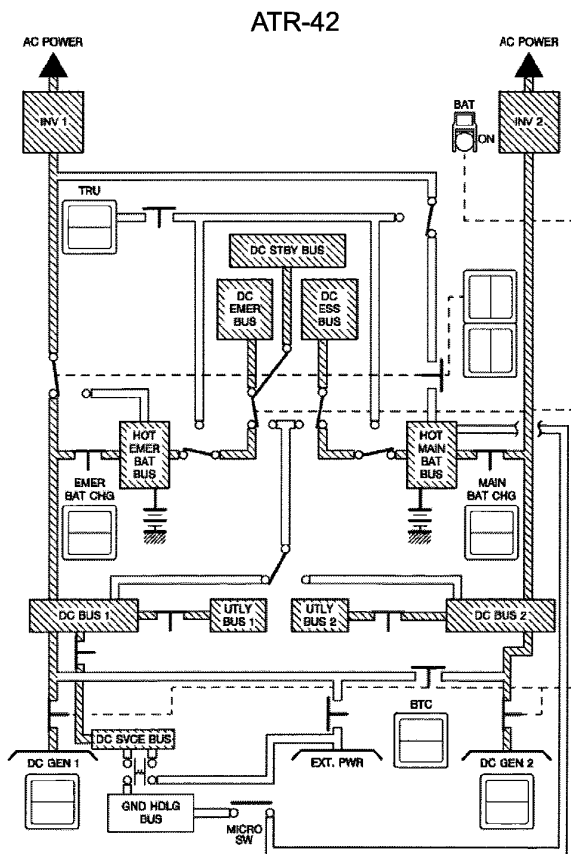 ATR-42
AC POWER
AC POWER
INV 1
BAT
ON
INV 2
TRU
DC STBY BUS
DC
EMER
BUS
DC
ESS
BUS
HOT
EMER
BAT
BUS
HOT
MAIN
BAT
BUS
EMER
BAT CHG
MAIN
BAT CHG
DC BUS 1
UTLY
BUS 1
UTLY
BUS 2
DC BUS 2
BTC
DC SVCE BUS
DC GEN 1
EXT. PWR
DC GEN 2
GND HDLG
BUS
MICRO
SW